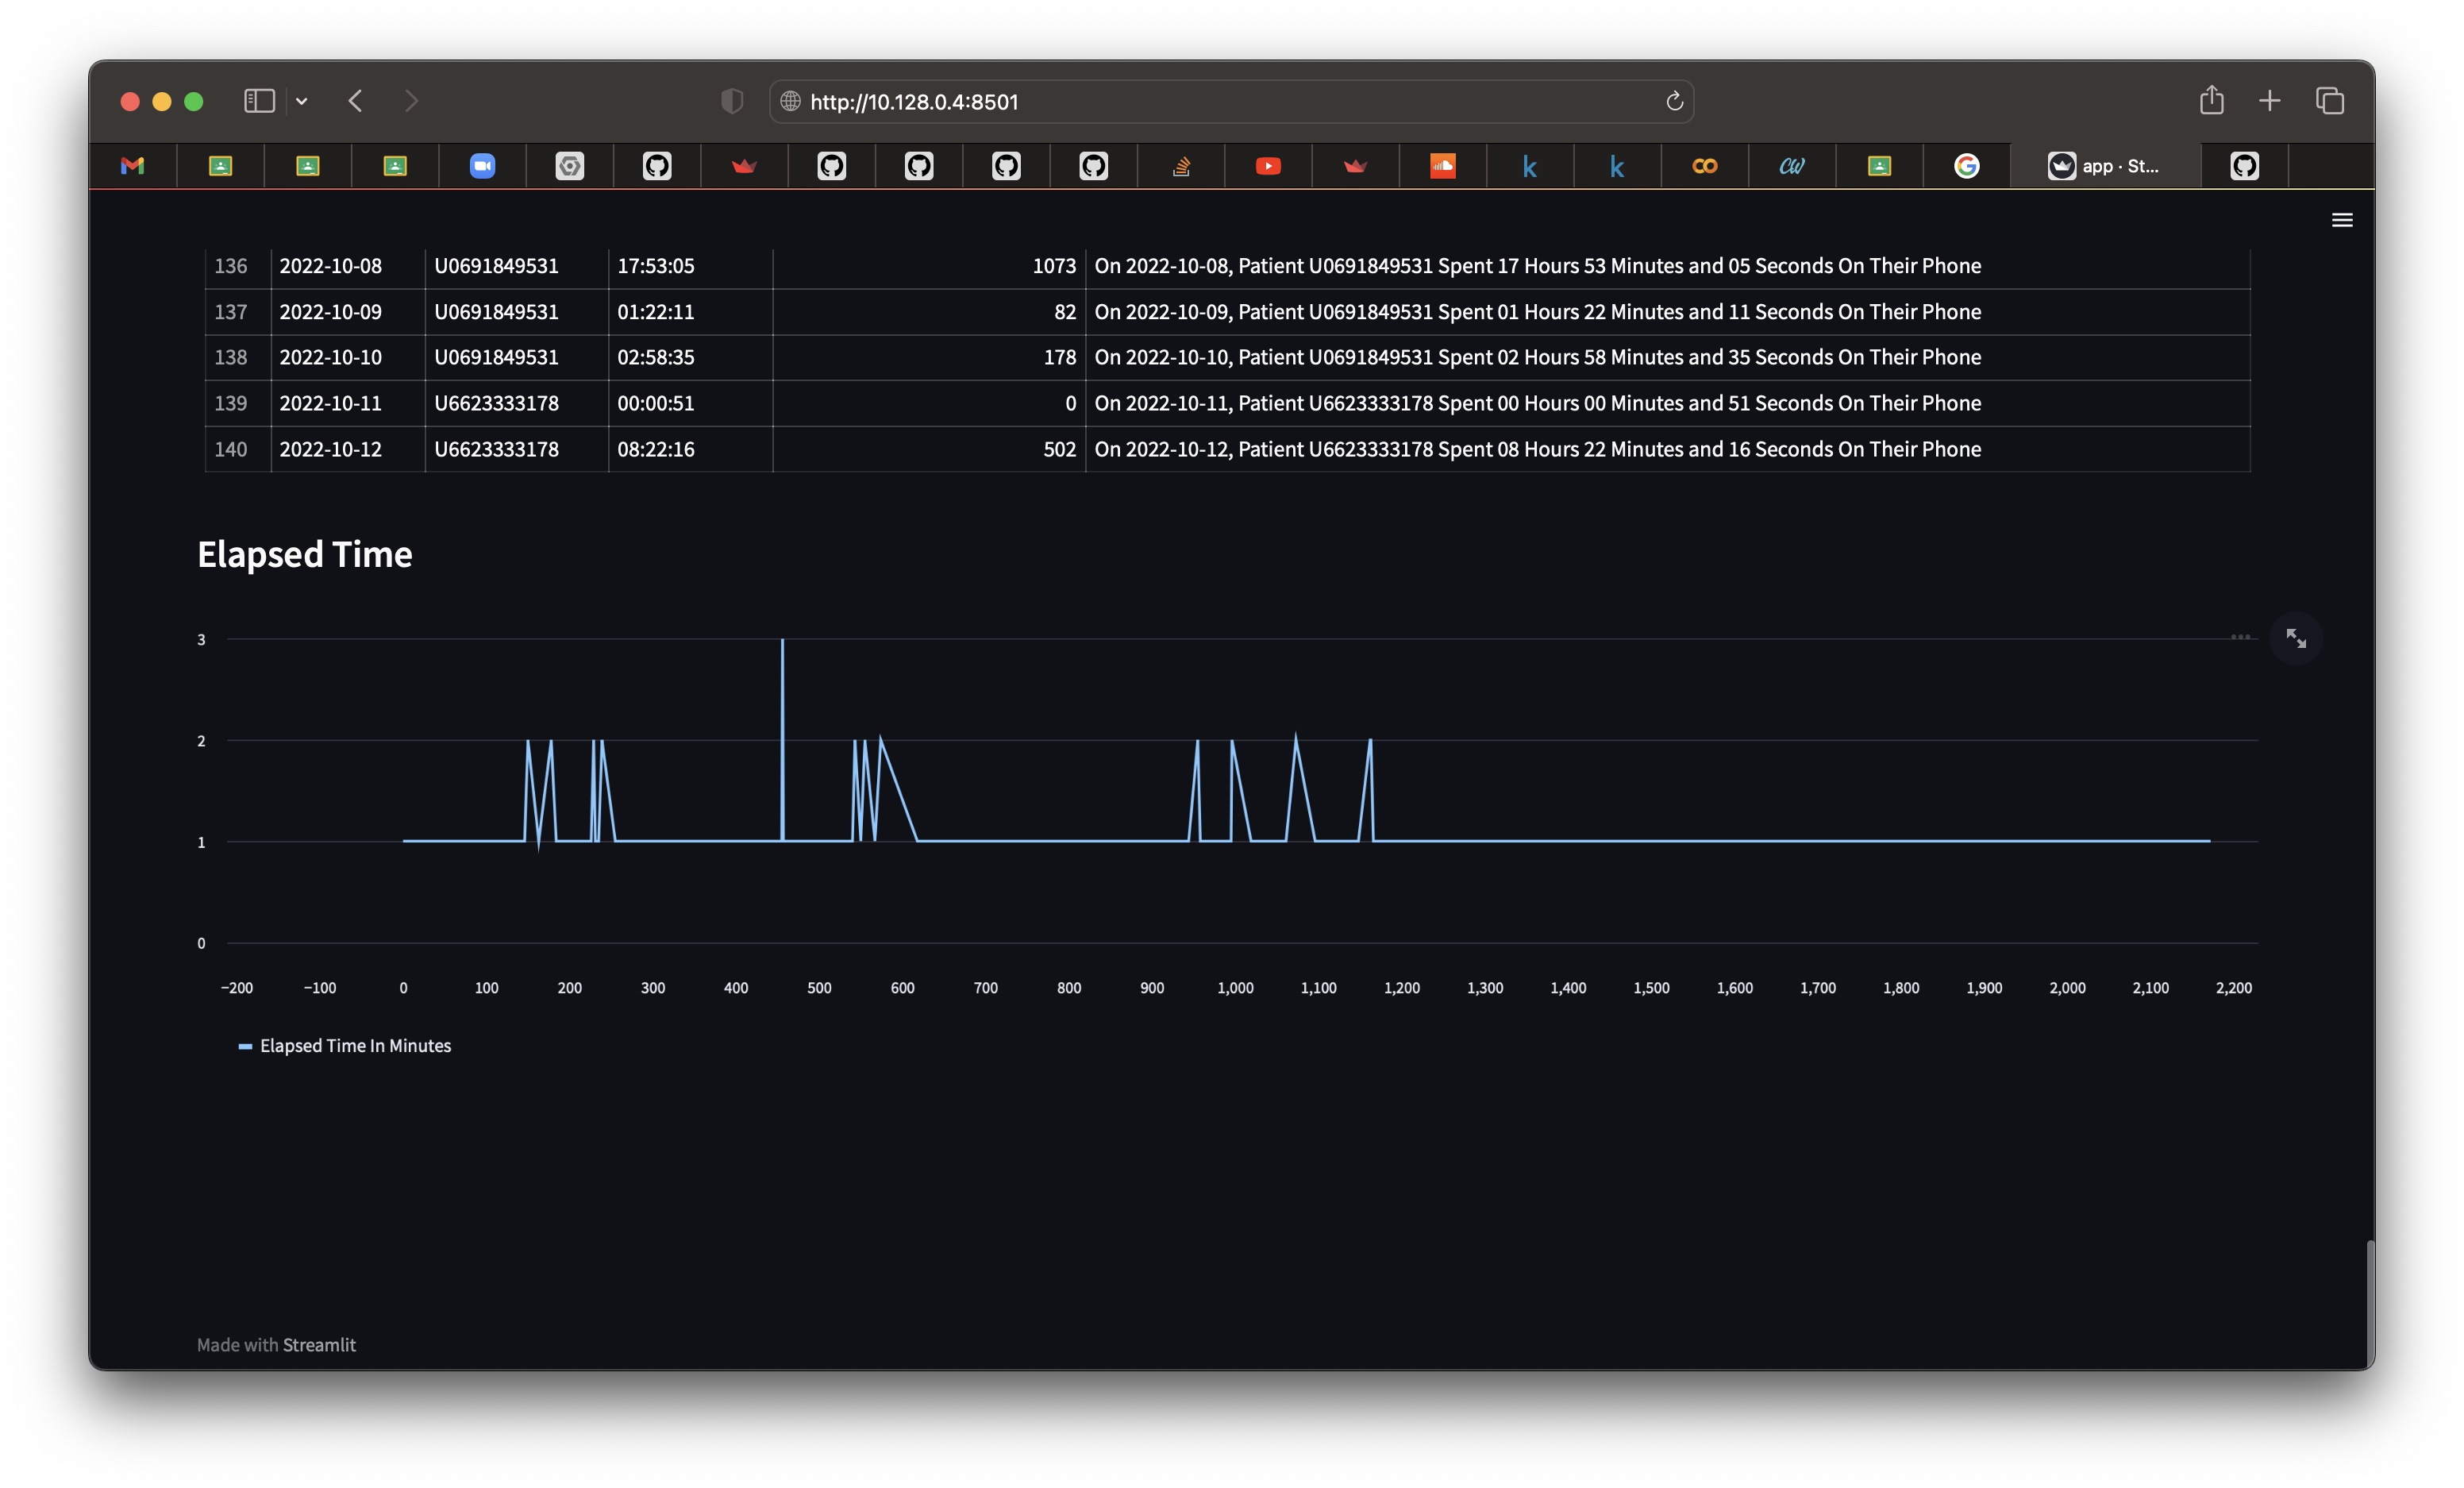 http://10.128.0.4:8501
app · St...
136 2022-10-08 U0691849531 17:53:05 1073 On 2022-10-08, Patient U0691849531 Spent 17 Hours 53 Minutes and 05 Seconds On Their Phone
137 2022-10-09 U0691849531 01:22:11 82 On 2022-10-09, Patient U0691849531 Spent 01 Hours 22 Minutes and 11 Seconds On Their Phone
138 2022-10-10 U0691849531 02:58:35 178 On 2022-10-10, Patient U0691849531 Spent 02 Hours 58 Minutes and 35 Seconds On Their Phone
139 2022-10-11 U6623333178 00:00:51 0 On 2022-10-11, Patient U6623333178 Spent 00 Hours 00 Minutes and 51 Seconds On Their Phone
140 2022-10-12 U6623333178 08:22:16 502 On 2022-10-12, Patient U6623333178 Spent 08 Hours 22 Minutes and 16 Seconds On Their Phone
Elapsed Time
3
2
1
0
−200 −100 0 100 200 300 400 500 600 700 800 900 1,000 1,100 1,200 1,300 1,400 1,500 1,600 1,700 1,800 1,900 2,000 2,100 2,200
Elapsed Time In Minutes
Made with Streamlit